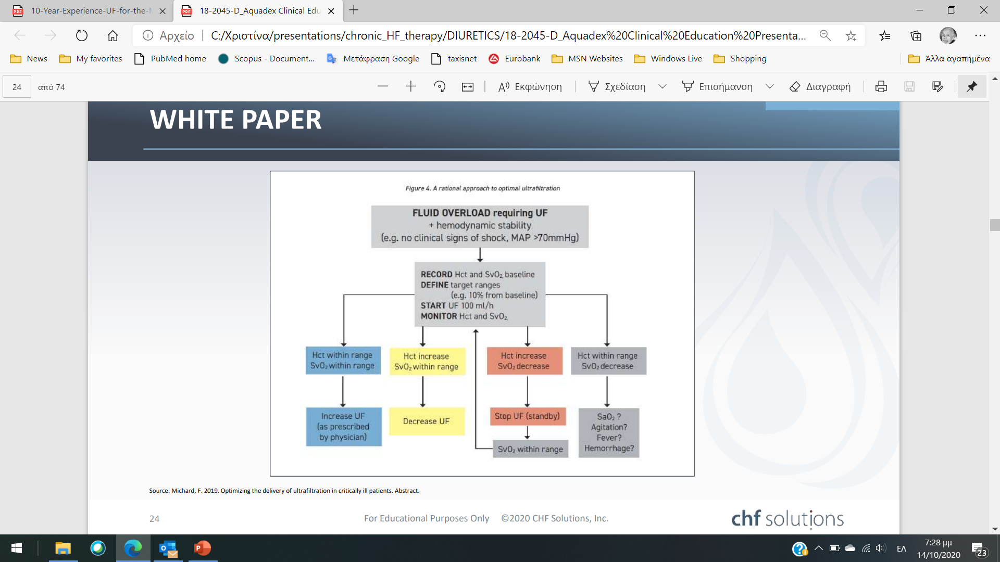 10-Year-Experience-UF-for-the-M
18-2045-D_Aquadex Clinical Edu
Αρχείο
C:/Χριστίνα/presentations/chronic_HF_therapy/DIURETICS/18-2045-D_Aquadex%20Clinical%20Education%20Presenta...
News
My favorites
PubMed home
Scopus - Document...
Μετάφραση Google
taxisnet
Eurobank
MSN Websites
Windows Live
Shopping
Άλλα αγαπημένα
24
από 74
Εκφώνηση
Σχεδίαση
Επισήμανση
Διαγραφή
WHITE PAPER
Figure 4. A rational approach to optimal ultrafiltration
FLUID OVERLOAD requiring UF
+ hemodynamic stability
(e.g. no clinical signs of shock, MAP >70mmHg)
RECORD Hct and SvO₂ baseline
DEFINE target ranges
(e.g. 10% from baseline)
START UF 100 ml/h
MONITOR Hct and SvO₂
Hct within range
SvO₂ within range
Hct increase
SvO₂ within range
Hct increase
SvO₂ decrease
Hct within range
SvO₂ decrease
Increase UF
(as prescribed
by physician)
Decrease UF
Stop UF (standby)
SvO₂ within range
SaO₂ ?
Agitation?
Fever?
Hemorrhage?
Source: Michard, F. 2019. Optimizing the delivery of ultrafiltration in critically ill patients. Abstract.
24
For Educational Purposes Only ©2020 CHF Solutions, Inc.
chf solutions
ΕΛ
7:28 μμ
14/10/2020
23